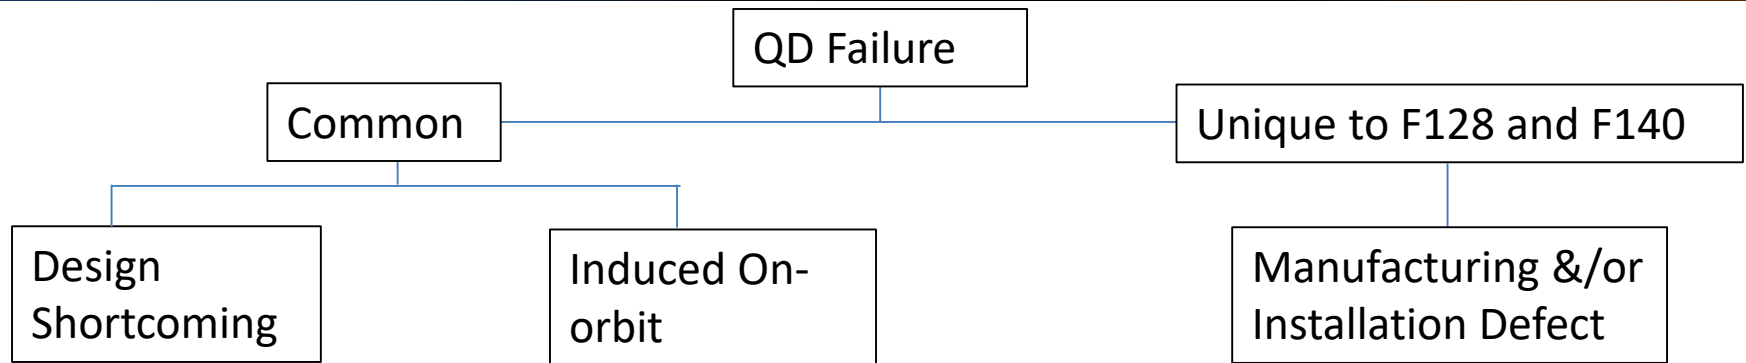 QD Failure
Common
Unique to F128 and F140
Design
Shortcoming
Induced On-
orbit
Manufacturing &/or
Installation Defect